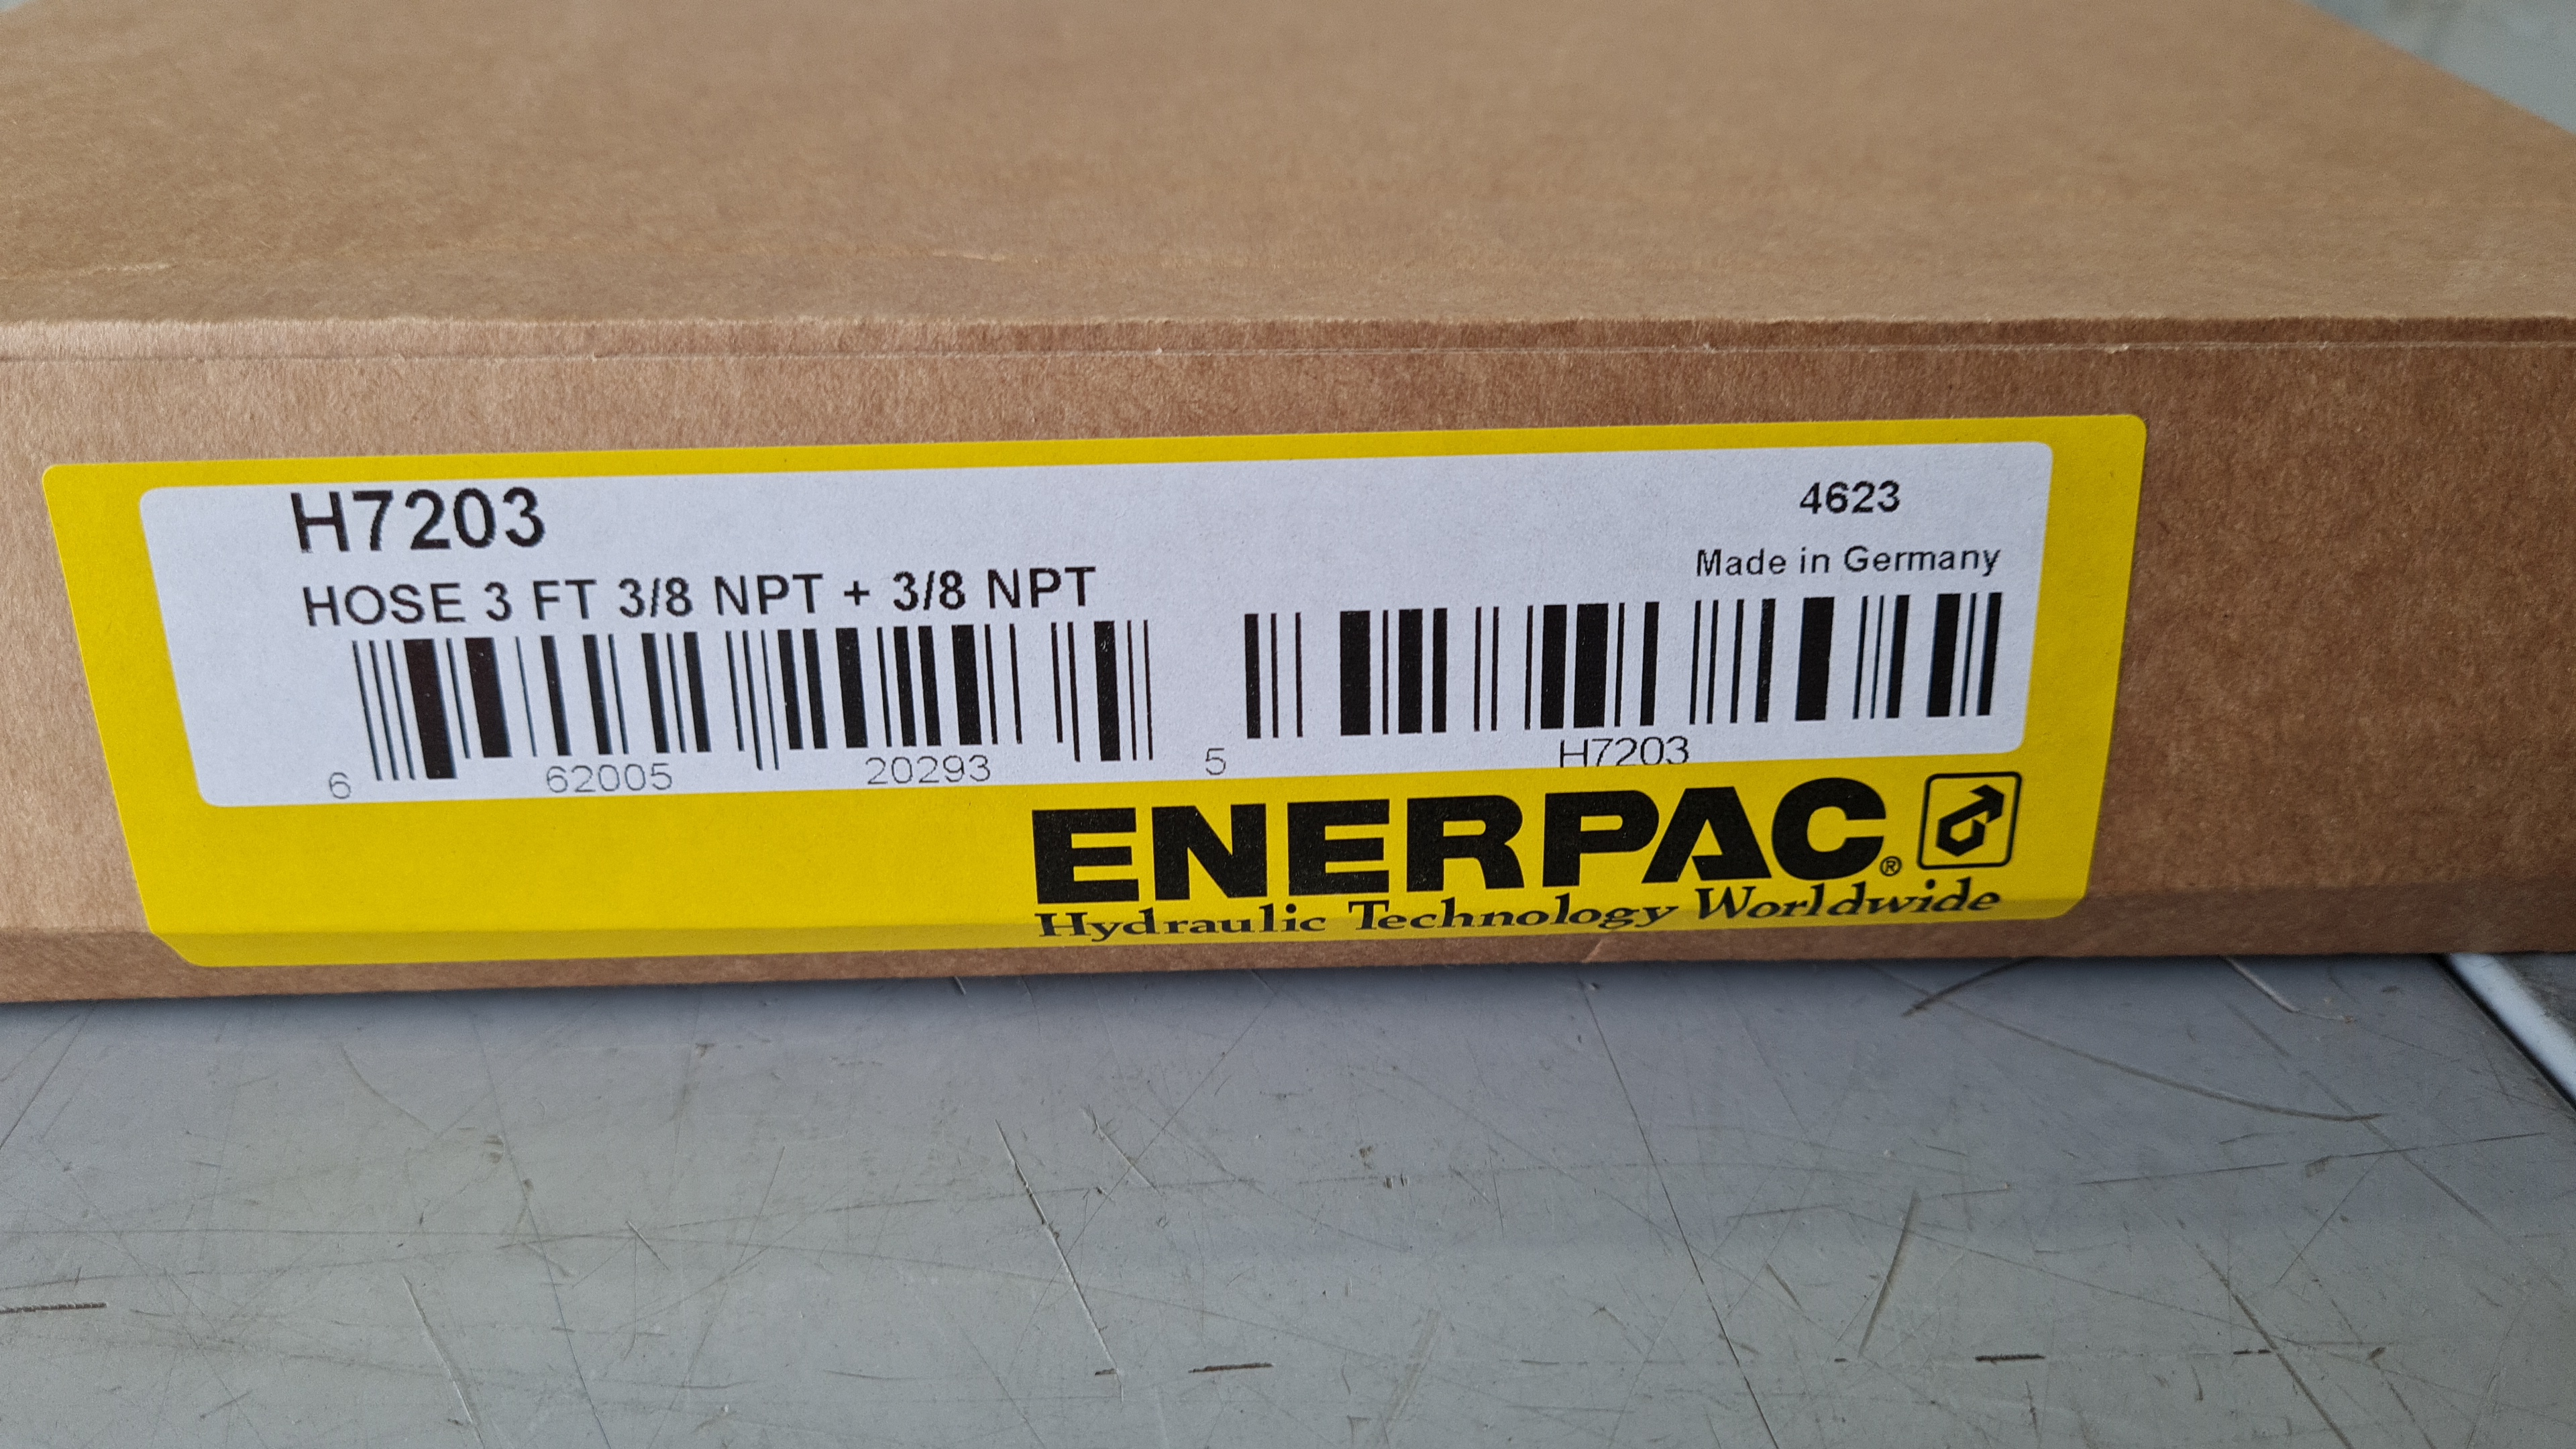 H7203
HOSE 3 FT 3/8 NPT + 3/8 NPT
4623
Made in Germany
6 62005 20293 5
H7203
ENERPAC®
Hydraulic Technology Worldwide